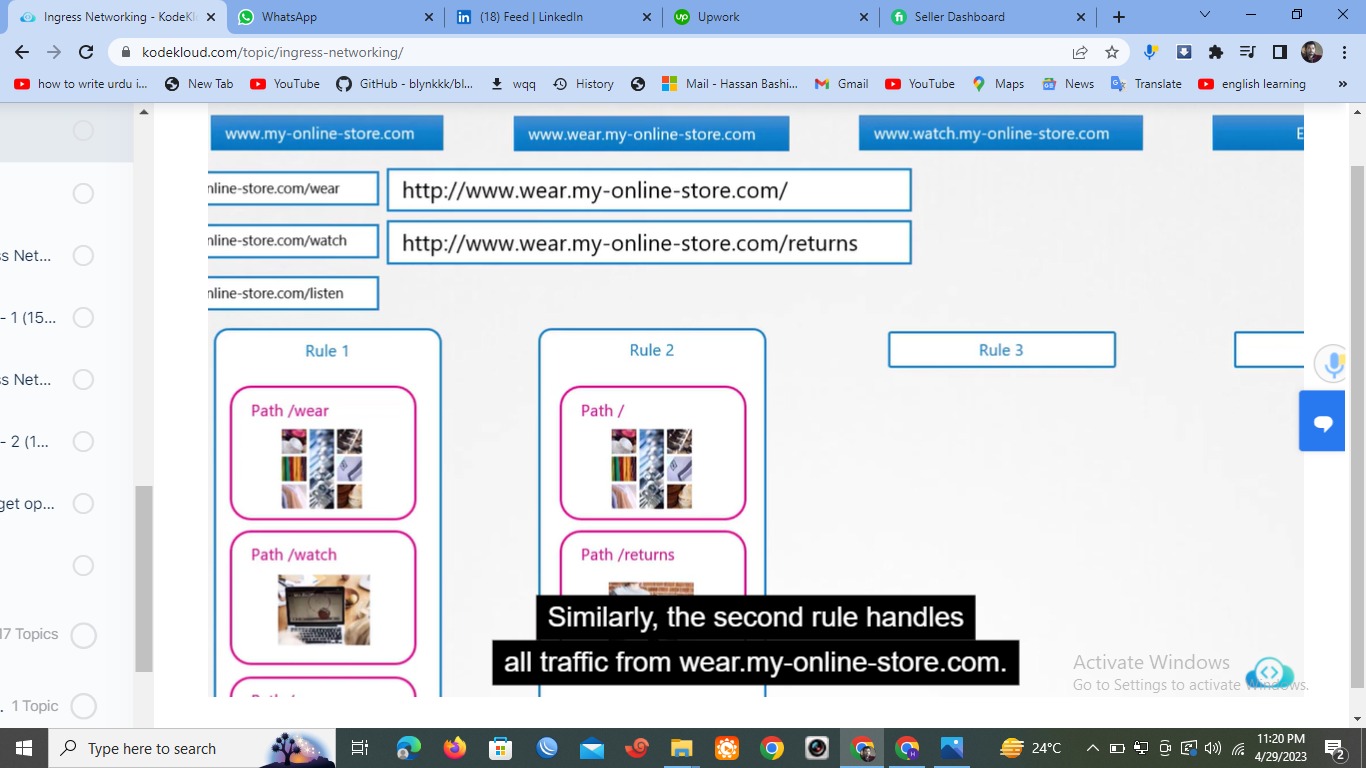 Ingress Networking - KodeKl
WhatsApp
(18) Feed | LinkedIn
Upwork
Seller Dashboard
kodekloud.com/topic/ingress-networking/
how to write urdu i...
New Tab
YouTube
GitHub - blynkkk/bl...
wqq
History
Mail - Hassan Bashi...
Gmail
YouTube
Maps
News
Translate
english learning
»
www.my-online-store.com
www.wear.my-online-store.com
www.watch.my-online-store.com
E
nline-store.com/wear
http://www.wear.my-online-store.com/
nline-store.com/watch
http://www.wear.my-online-store.com/returns
nline-store.com/listen
s Net...
- 1 (15...
s Net...
- 2 (1...
get op...
17 Topics
. 1 Topic
Rule 1
Rule 2
Rule 3
Path /wear
Path /
Path /watch
Path /returns
Similarly, the second rule handles
all traffic from wear.my-online-store.com.
Activate Windows
Go to Settings to activate Windows.
Type here to search
24°C
11:20 PM
4/29/2023
2